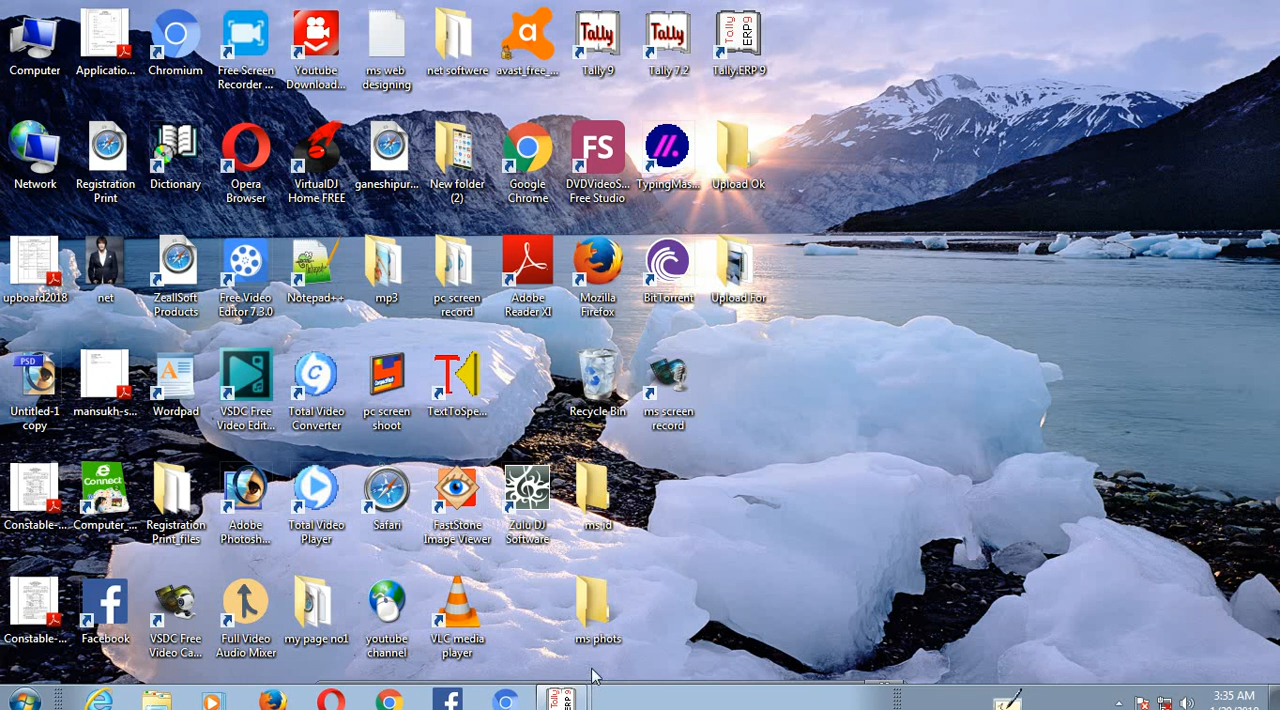 Computer
Applicatio...
Chromium
Free Screen
Recorder ...
Youtube
Download...
ms web
designing
net softwere
avast_free_...
Tally
Tally 9
Tally
Tally 7.2
Tally
ERP 9
Tally.ERP 9
Network
Registration
Print
Dictionary
Opera
Browser
VirtualDJ
Home FREE
ganeshipur...
New folder
(2)
Google
Chrome
FS
DVDVideoS...
Free Studio
TypingMas...
Upload Ok
upboard2018
net
ZeallSoft
Products
Free Video
Editor 7.3.0
Notepad++
mp3
pc screen
record
Adobe
Reader XI
Mozilla
Firefox
BitTorrent
Upload For
PSD
Untitled-1
copy
mansukh-s...
Wordpad
VSDC Free
Video Edit...
Total Video
Converter
pc screen
shoot
TextToSpe...
Recycle Bin
ms screen
record
Constable-...
Connect
Computer_...
Registration
Print_files
Adobe
Photosh...
Total Video
Player
Safari
FastStone
Image Viewer
Zulu DJ
Software
ms id
Constable-...
Facebook
VSDC Free
Video Ca...
Full Video
Audio Mixer
my page no1
youtube
channel
VLC media
player
ms phots
Tally
ERP 9
3:35 AM